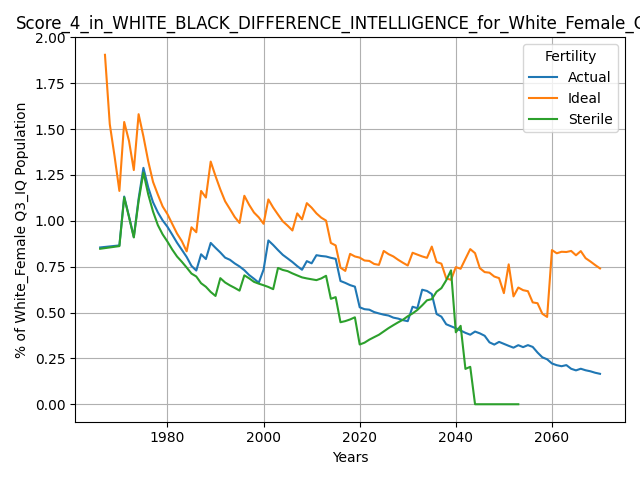 Score_4_in_WHITE_BLACK_DIFFERENCE_INTELLIGENCE_for_White_Female_
Fertility
Actual
Ideal
Sterile
% of White_Female Q3_IQ Population
2.00
1.75
1.50
1.25
1.00
0.75
0.50
0.25
0.00
1980
2000
2020
2040
2060
Years